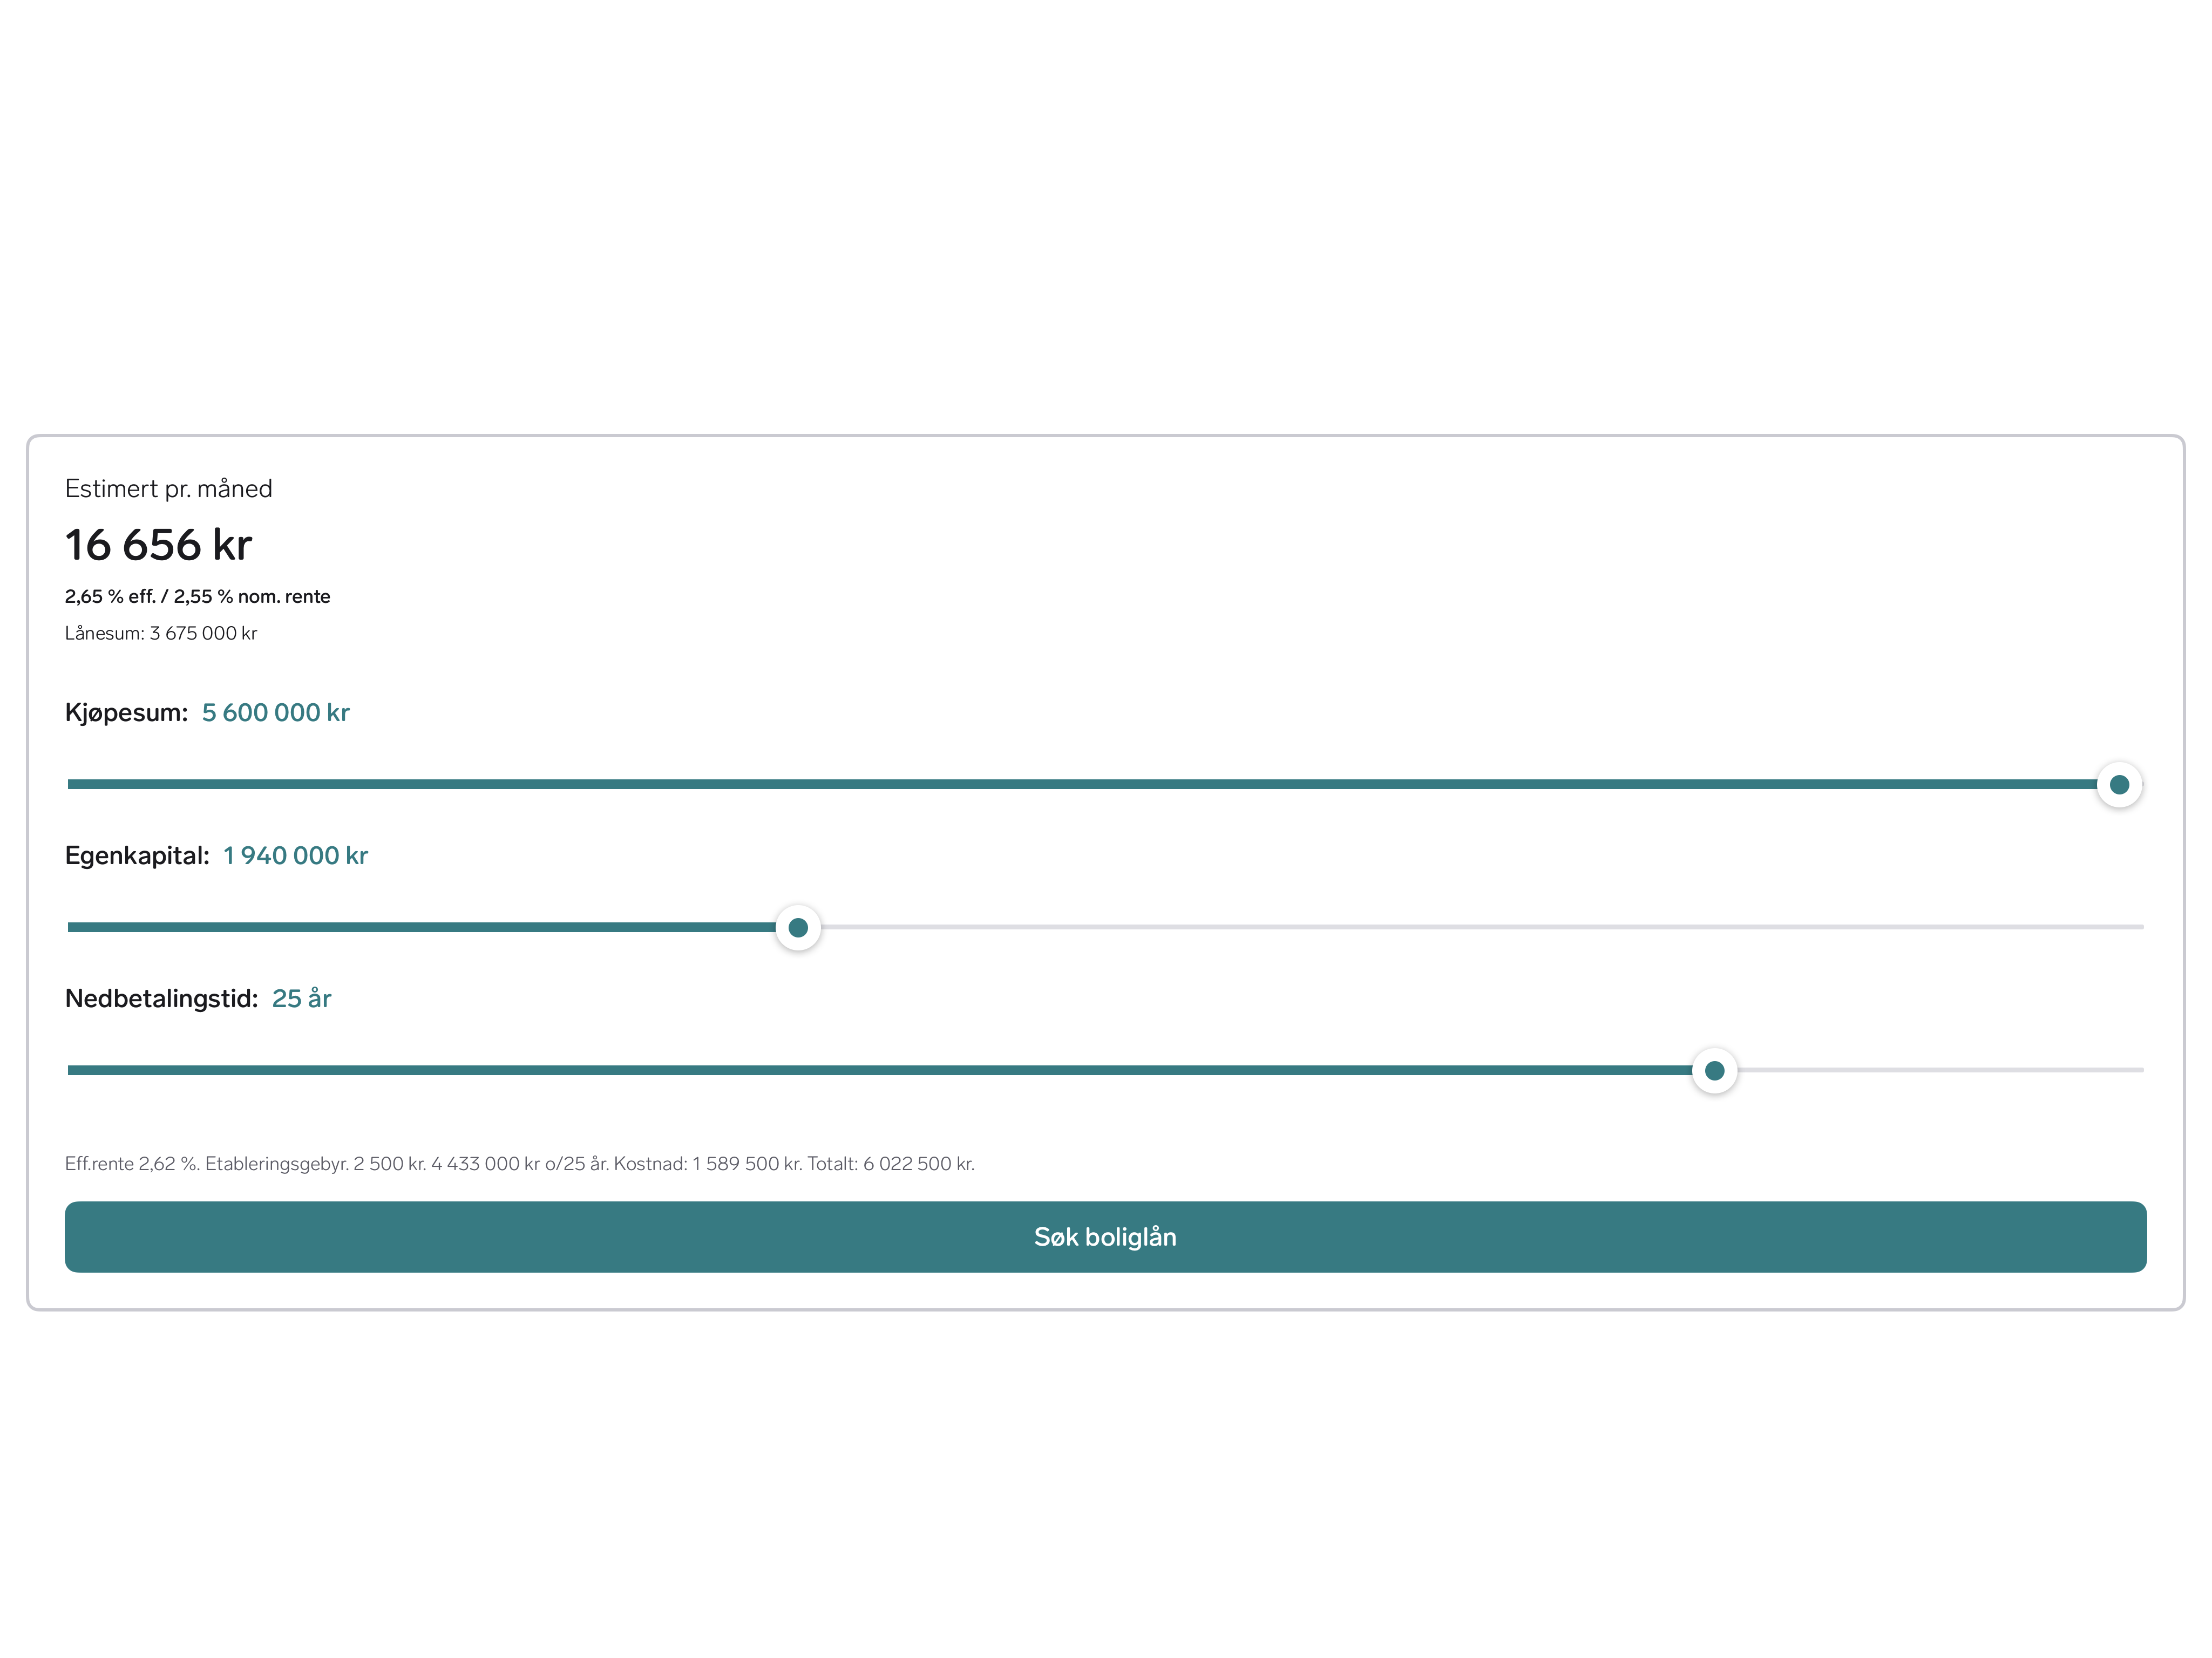 Estimert pr. måned
16 656 kr
2,65 % eff. / 2,55 % nom. rente
Lånesum: 3 675 000 kr
Kjøpesum: 5 600 000 kr
Egenkapital: 1 940 000 kr
Nedbetalingstid: 25 år
Eff.rente 2,62 %. Etableringsgebyr. 2 500 kr. 4 433 000 kr o/25 år. Kostnad: 1 589 500 kr. Totalt: 6 022 500 kr.
Søk boliglån